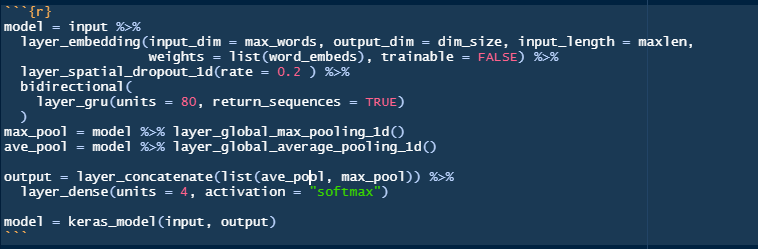 ```{r}
model = input %>%
  layer_embedding(input_dim = max_words, output_dim = dim_size, input_length = maxlen,
                  weights = list(word_embeds), trainable = FALSE) %>%
  layer_spatial_dropout_1d(rate = 0.2 ) %>%
  bidirectional(
    layer_gru(units = 80, return_sequences = TRUE)
  )
max_pool = model %>% layer_global_max_pooling_1d()
ave_pool = model %>% layer_global_average_pooling_1d()

output = layer_concatenate(list(ave_pool, max_pool)) %>%
  layer_dense(units = 4, activation = "softmax")

model = keras_model(input, output)
```